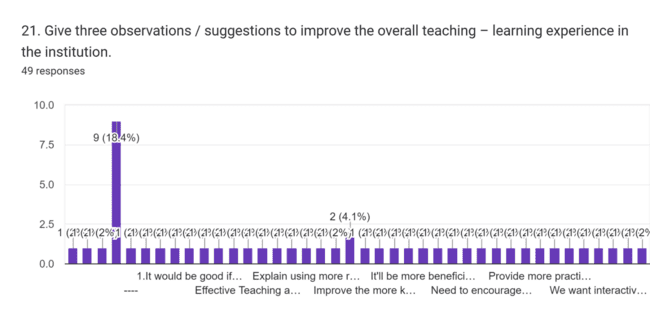 21. Give three observations / suggestions to improve the overall teaching – learning experience in
the institution.
49 responses
10.0
9 (18.4%)
7.5
5.0
2 (4.1%)
2.5
0.0
1.It would be good if… Explain using more r… It'll be more benefici… Provide more practi…
---- Effective Teaching a… Improve the more k… Need to encourage… We want interactiv…